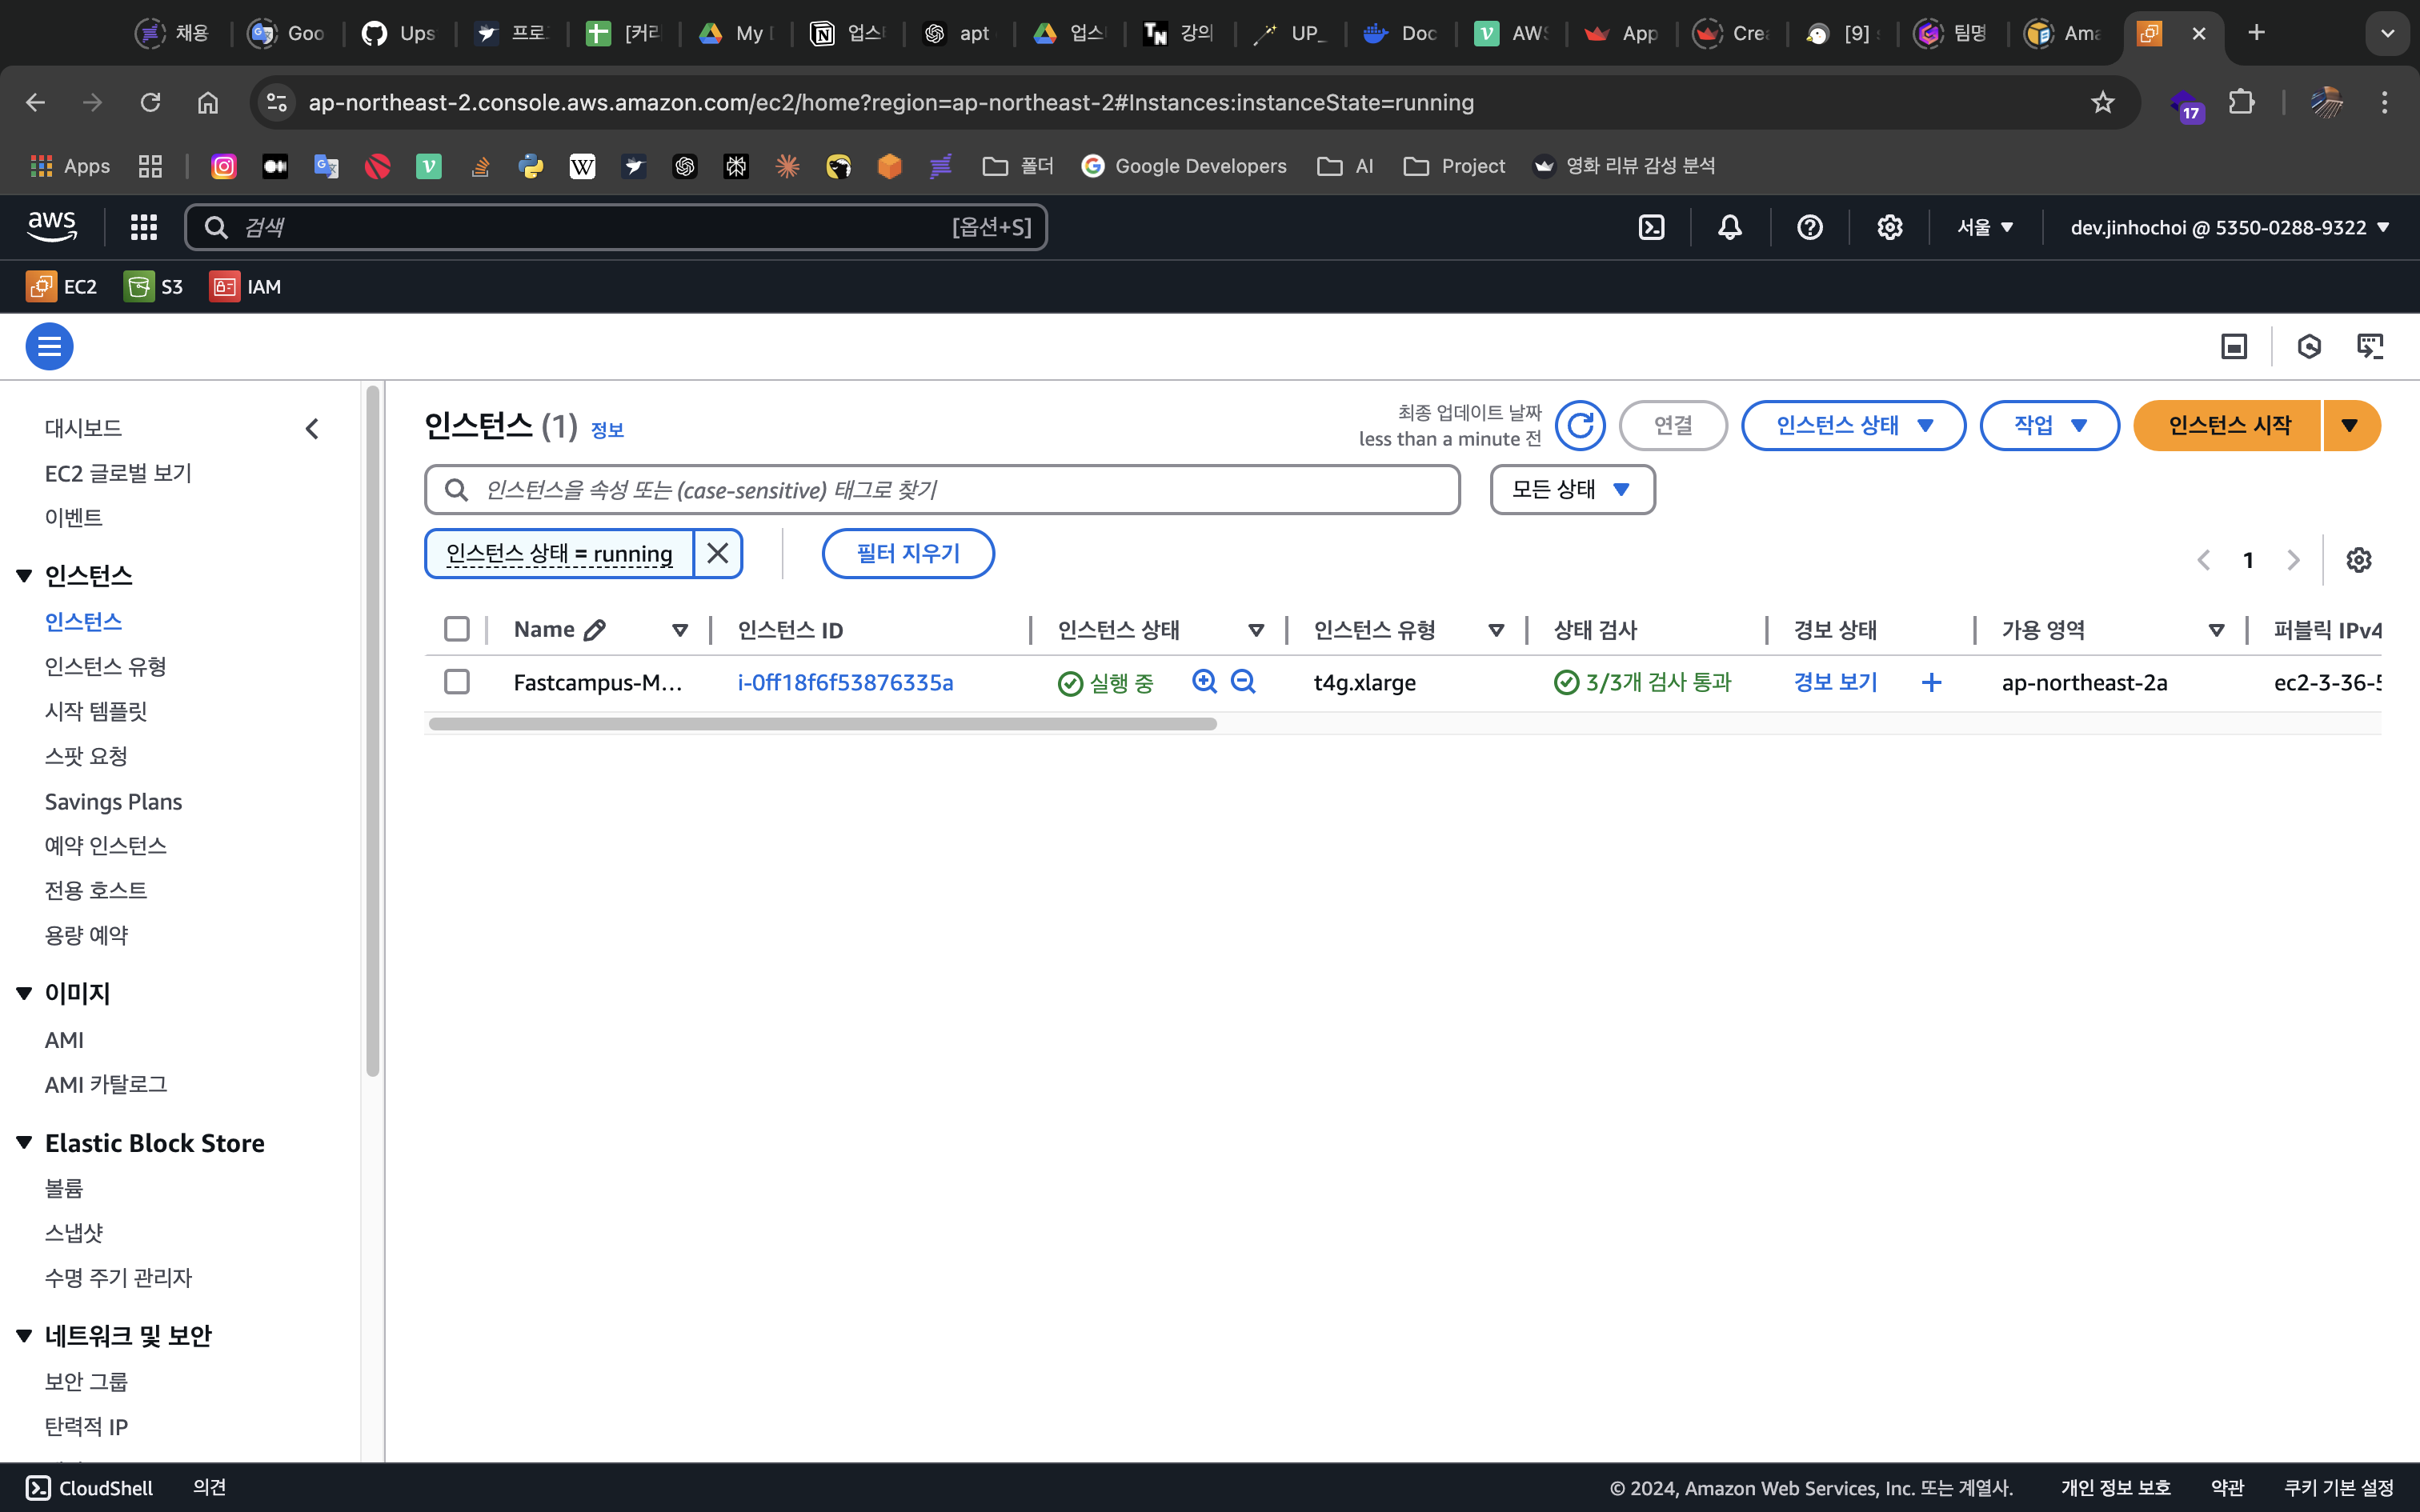 채용
Goo
Ups
프로
[커리
My
업스
apt
업스
강의
UP_
Doc
AWS
App
Crea
[9]
팀명
Ama
ap-northeast-2.console.aws.amazon.com/ec2/home?region=ap-northeast-2#Instances:instanceState=running
17
Apps
폴더
Google Developers
AI
Project
영화 리뷰 감성 분석
aws
검색
[옵션+S]
서울
dev.jinhochoi @ 5350-0288-9322
EC2
S3
IAM
대시보드
EC2 글로벌 보기
이벤트
인스턴스
인스턴스
인스턴스 유형
시작 템플릿
스팟 요청
Savings Plans
예약 인스턴스
전용 호스트
용량 예약
이미지
AMI
AMI 카탈로그
Elastic Block Store
볼륨
스냅샷
수명 주기 관리자
네트워크 및 보안
보안 그룹
탄력적 IP
인스턴스 (1) 정보
최종 업데이트 날짜
less than a minute 전
연결
인스턴스 상태
작업
인스턴스 시작
인스턴스을 속성 또는 (case-sensitive) 태그로 찾기
모든 상태
인스턴스 상태 = running
필터 지우기
1
Name
인스턴스 ID
인스턴스 상태
인스턴스 유형
상태 검사
경보 상태
가용 영역
퍼블릭 IPv4
Fastcampus-M...
i-0ff18f6f53876335a
실행 중
t4g.xlarge
3/3개 검사 통과
경보 보기
ap-northeast-2a
ec2-3-36-5
CloudShell
의견
© 2024, Amazon Web Services, Inc. 또는 계열사.
개인 정보 보호
약관
쿠키 기본 설정